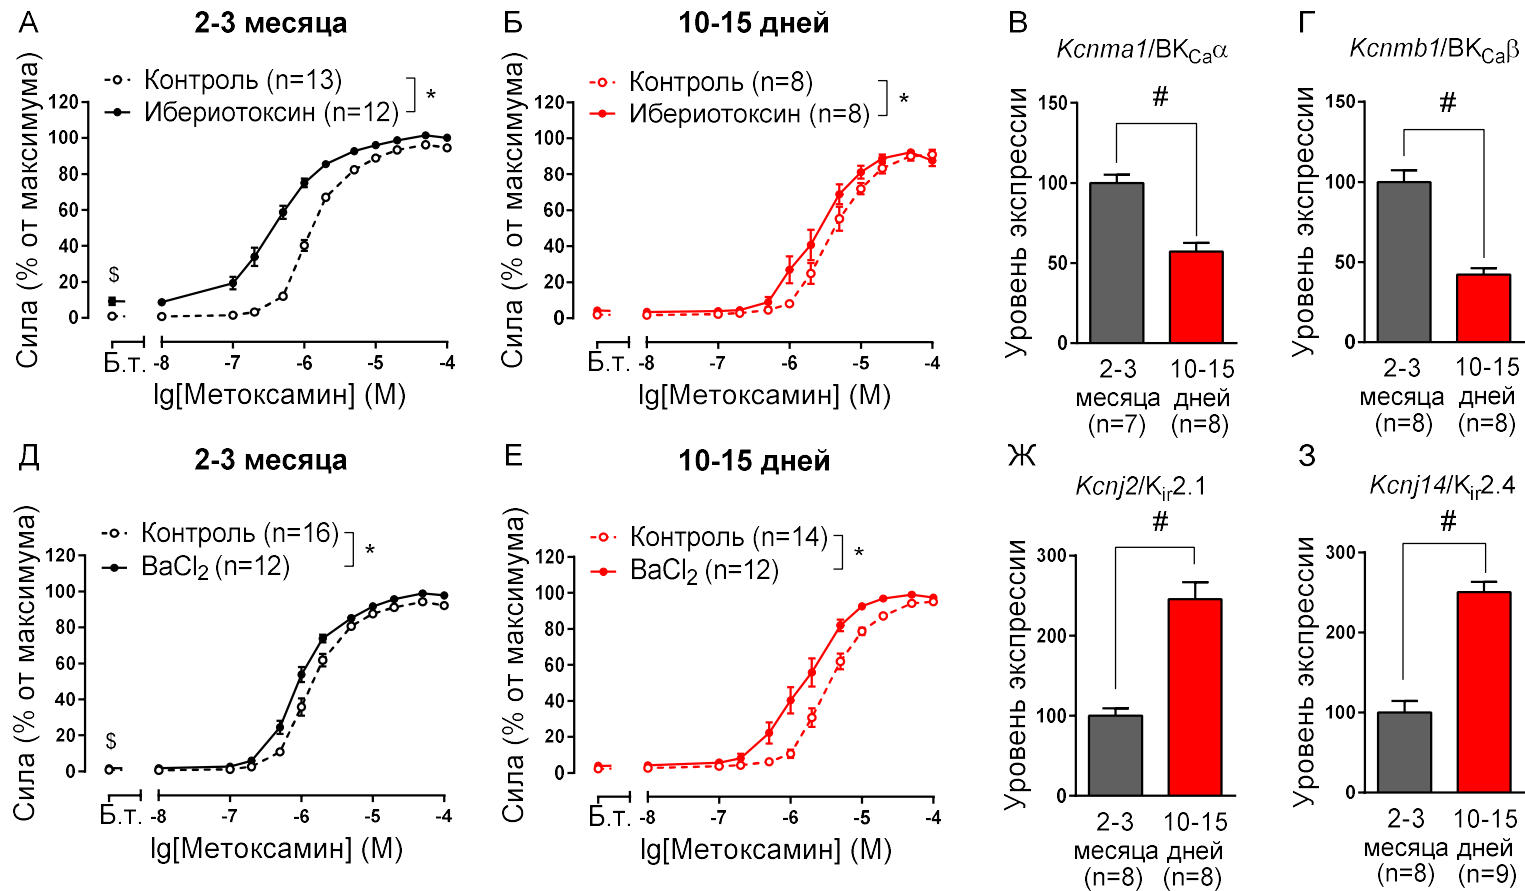 А
2-3 месяца
Контроль (n=13)
Ибериотоксин (n=12)
*
Сила (% от максимума)
120
100
80
60
40
20
0
$
Б.т.
-8
-7
-6
-5
-4
lg[Метоксамин] (М)
Б
10-15 дней
Контроль (n=8)
Ибериотоксин (n=8)
*
Сила (% от максимума)
120
100
80
60
40
20
0
Б.т.
-8
-7
-6
-5
-4
lg[Метоксамин] (М)
В
Kcnma1/BKCaα
#
Уровень экспрессии
150
100
50
0
2-3 10-15
месяца дней
(n=7) (n=8)
Г
Kcnmb1/BKCaβ
#
Уровень экспрессии
150
100
50
0
2-3 10-15
месяца дней
(n=8) (n=8)
Д
2-3 месяца
Контроль (n=16)
BaCl2 (n=12)
*
Сила (% от максимума)
120
100
80
60
40
20
0
$
Б.т.
-8
-7
-6
-5
-4
lg[Метоксамин] (М)
Е
10-15 дней
Контроль (n=14)
BaCl2 (n=12)
*
Сила (% от максимума)
120
100
80
60
40
20
0
Б.т.
-8
-7
-6
-5
-4
lg[Метоксамин] (М)
Ж
Kcnj2/Kir2.1
#
Уровень экспрессии
300
200
100
0
2-3 10-15
месяца дней
(n=8) (n=8)
З
Kcnj14/Kir2.4
#
Уровень экспрессии
300
200
100
0
2-3 10-15
месяца дней
(n=8) (n=9)